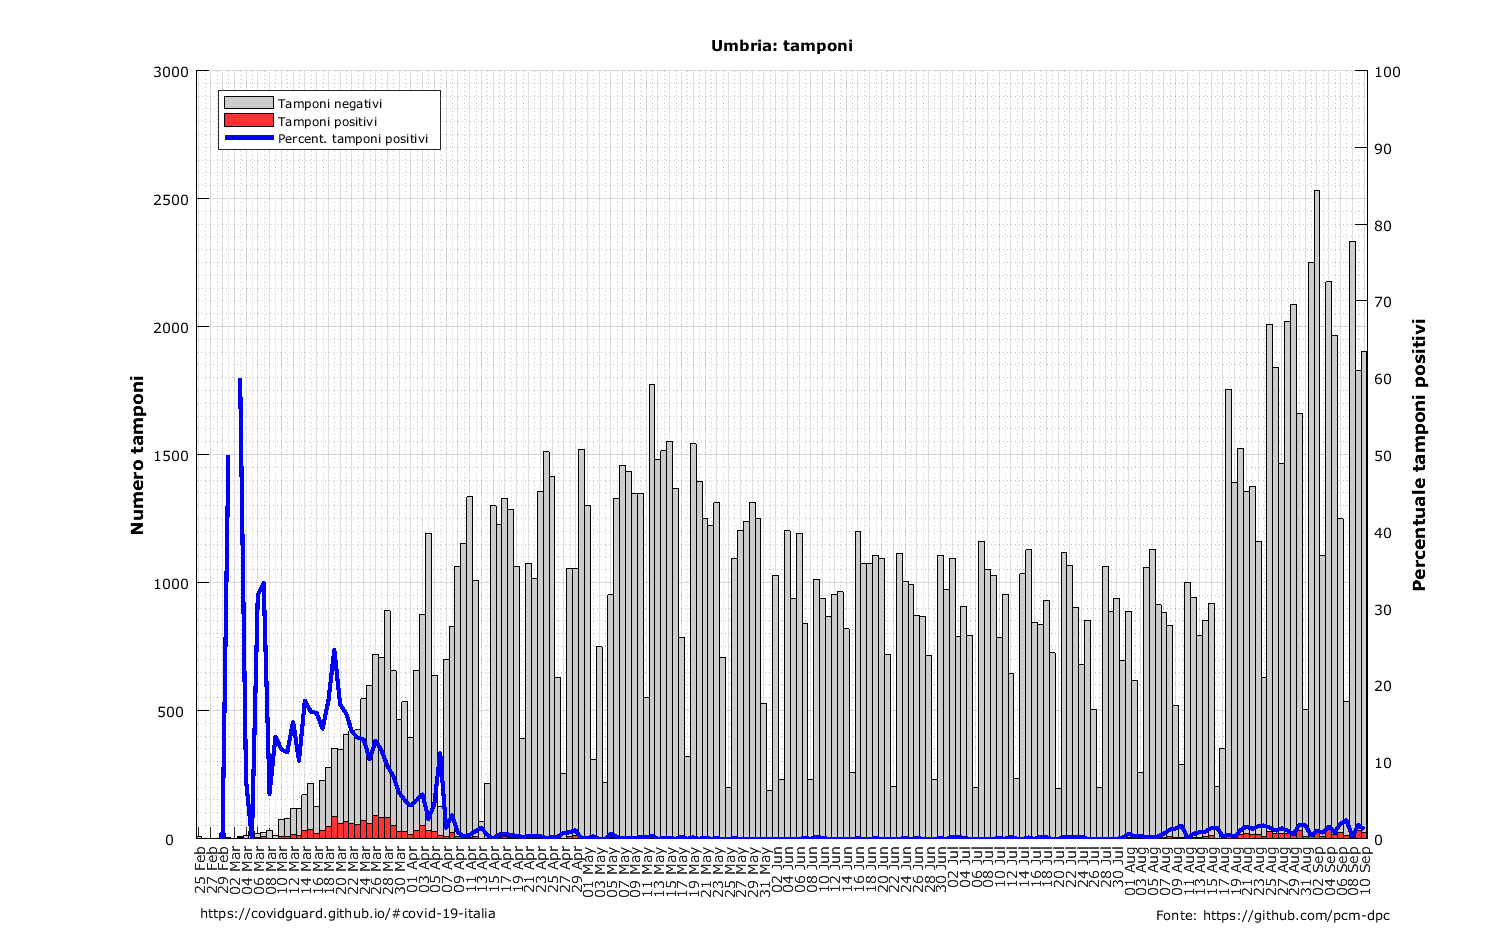 Umbria: tamponi
3000
2500
2000
1500
1000
500
0
100
90
80
70
60
50
40
30
20
10
0
Tamponi negativi
Tamponi positivi
Percent. tamponi positivi
Numero tamponi
Percentuale tamponi positivi
25 Feb
27 Feb
29 Feb
02 Mar
04 Mar
06 Mar
08 Mar
10 Mar
12 Mar
14 Mar
16 Mar
18 Mar
20 Mar
22 Mar
24 Mar
26 Mar
28 Mar
30 Mar
01 Apr
03 Apr
05 Apr
07 Apr
09 Apr
11 Apr
13 Apr
15 Apr
17 Apr
19 Apr
21 Apr
23 Apr
25 Apr
27 Apr
29 Apr
01 May
03 May
05 May
07 May
09 May
11 May
13 May
15 May
17 May
19 May
21 May
23 May
25 May
27 May
29 May
31 May
02 Jun
04 Jun
06 Jun
08 Jun
10 Jun
12 Jun
14 Jun
16 Jun
18 Jun
20 Jun
22 Jun
24 Jun
26 Jun
28 Jun
30 Jun
02 Jul
04 Jul
06 Jul
08 Jul
10 Jul
12 Jul
14 Jul
16 Jul
18 Jul
20 Jul
22 Jul
24 Jul
26 Jul
28 Jul
30 Jul
01 Aug
03 Aug
05 Aug
07 Aug
09 Aug
11 Aug
13 Aug
15 Aug
17 Aug
19 Aug
21 Aug
23 Aug
25 Aug
27 Aug
29 Aug
31 Aug
02 Sep
04 Sep
06 Sep
08 Sep
10 Sep
https://covidguard.github.io/#covid-19-italia
Fonte: https://github.com/pcm-dpc